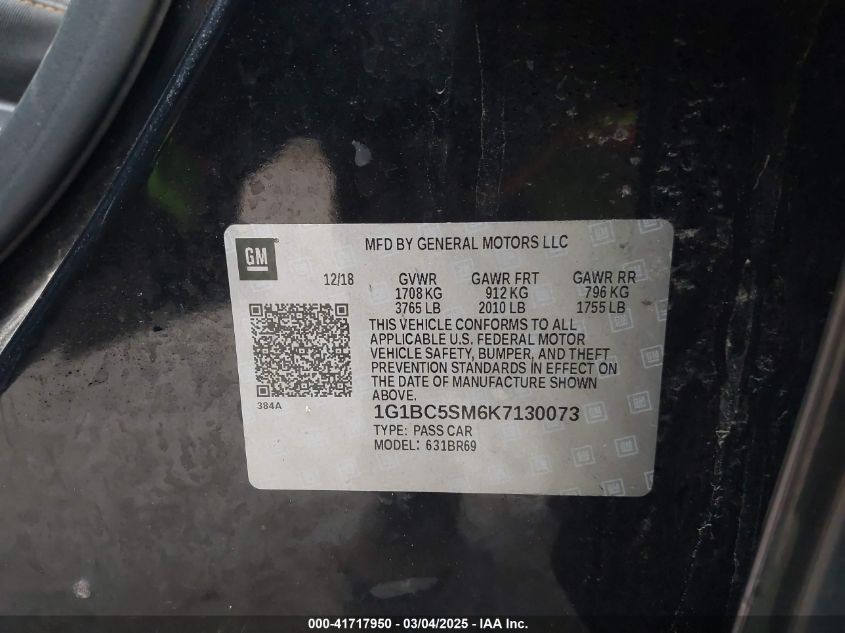 GM
MFD BY GENERAL MOTORS LLC
12/18 GVWR GAWR FRT GAWR RR
1708 KG 912 KG 796 KG
3765 LB 2010 LB 1755 LB
THIS VEHICLE CONFORMS TO ALL
APPLICABLE U.S. FEDERAL MOTOR
VEHICLE SAFETY, BUMPER, AND THEFT
PREVENTION STANDARDS IN EFFECT ON
THE DATE OF MANUFACTURE SHOWN
ABOVE.
384A
1G1BC5SM6K7130073
TYPE: PASS CAR
MODEL: 631BR69
000-41717950 - 03/04/2025 - IAA Inc.